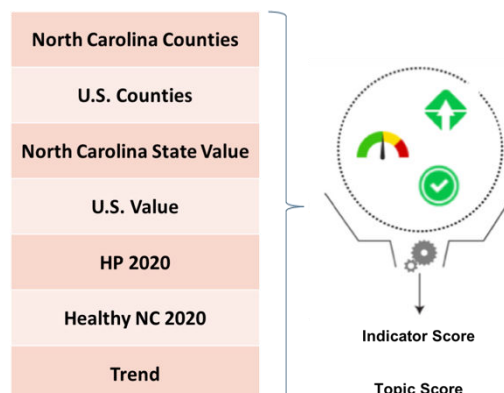 North Carolina Counties
U.S. Counties
North Carolina State Value
U.S. Value
HP 2020
Healthy NC 2020
Trend
Indicator Score
Topic Score